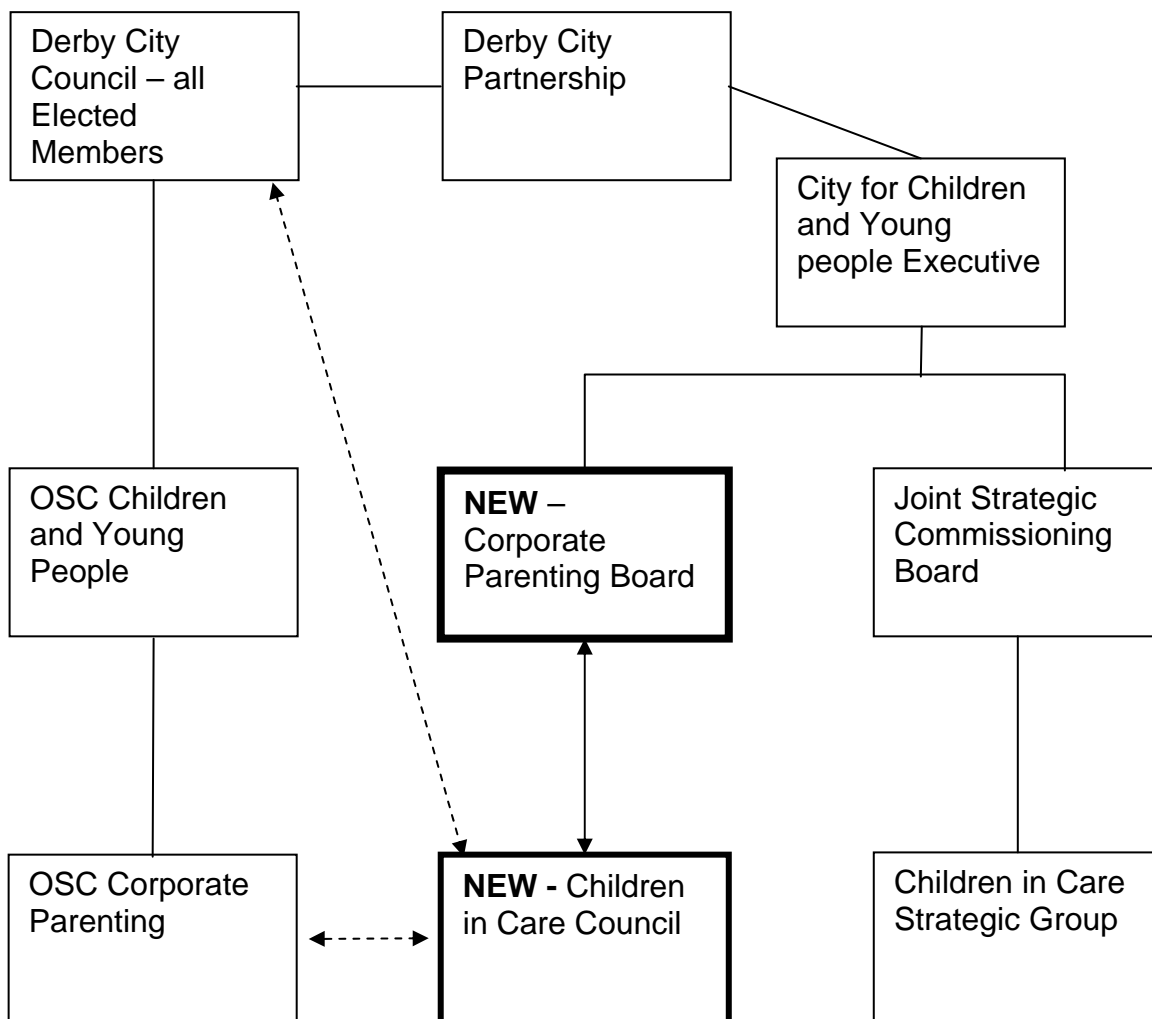 Derby City
Council – all
Elected
Members
Derby City
Partnership
City for Children
and Young
people Executive
OSC Children
and Young
People
NEW –
Corporate
Parenting Board
Joint Strategic
Commissioning
Board
OSC Corporate
Parenting
NEW - Children
in Care Council
Children in Care
Strategic Group